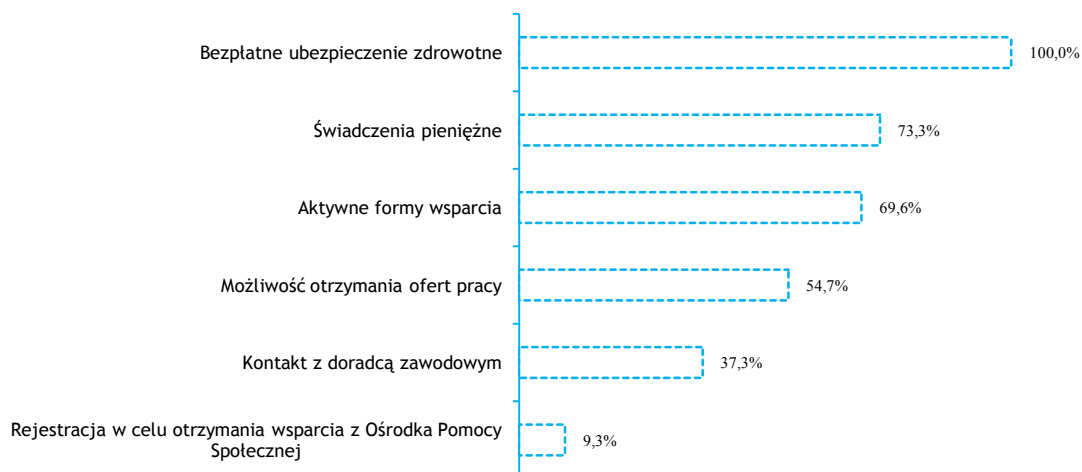 Bezpłatne ubezpieczenie zdrowotne
100,0%
Świadczenia pieniężne
73,3%
Aktywne formy wsparcia
69,6%
Możliwość otrzymania ofert pracy
54,7%
Kontakt z doradcą zawodowym
37,3%
Rejestracja w celu otrzymania wsparcia z Ośrodka Pomocy
Społecznej
9,3%